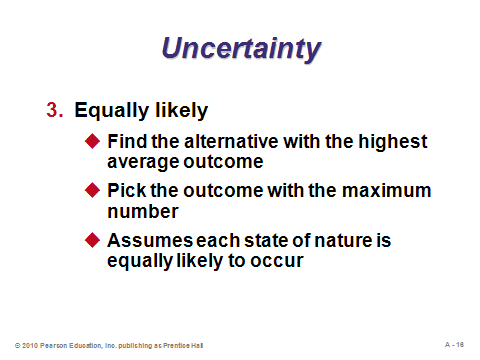 Uncertainty
3. Equally likely
◆ Find the alternative with the highest
average outcome
◆ Pick the outcome with the maximum
number
◆ Assumes each state of nature is
equally likely to occur
© 2010 Pearson Education, Inc. publishing as Prentice Hall
A - 16